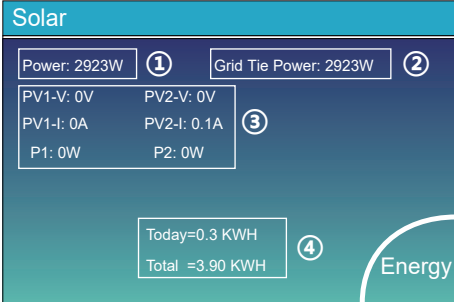 Solar
Power: 2923W ① Grid Tie Power: 2923W ②
PV1-V: 0V PV2-V: 0V
PV1-I: 0A PV2-I: 0.1A ③
P1: 0W P2: 0W
Today=0.3 KWH
Total =3.90 KWH ④
Energy